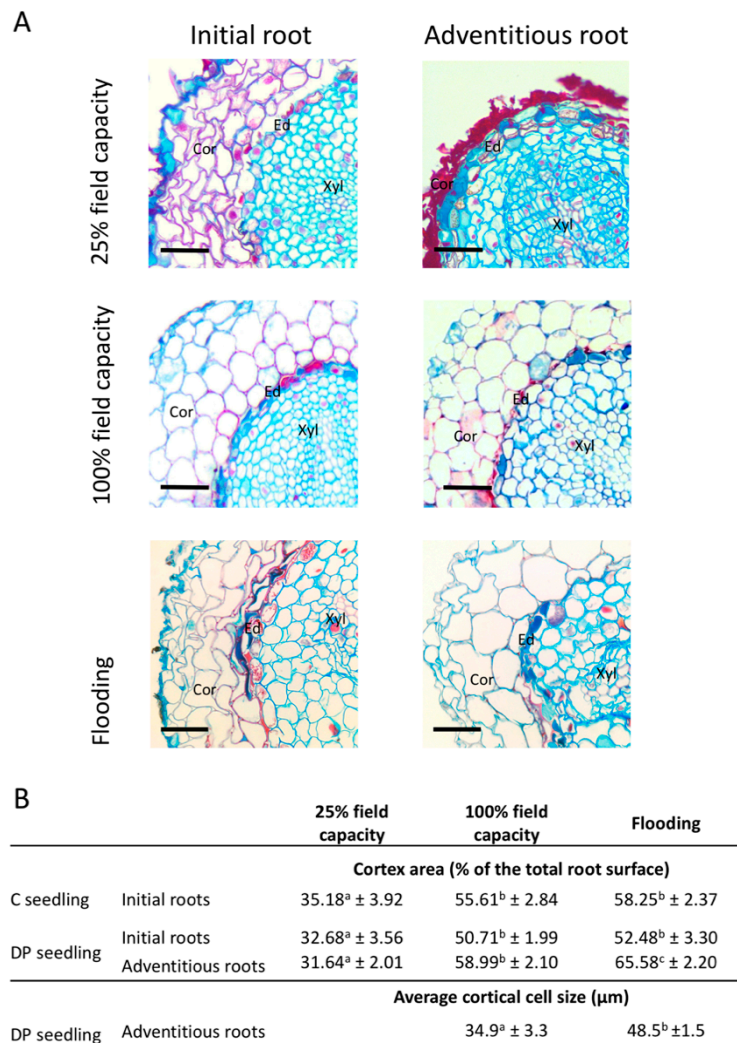 A
Initial root
Adventitious root
25% field capacity
Cor
Ed
Xyl
Cor
Ed
Xyl
100% field capacity
Cor
Ed
Xyl
Cor
Ed
Xyl
Flooding
Cor
Ed
Xyl
Cor
Ed
Xyl
B
25% field capacity
100% field capacity
Flooding
Cortex area (% of the total root surface)
C seedling Initial roots 35.18ᵃ ± 3.92 55.61ᵇ ± 2.84 58.25ᵇ ± 2.37
DP seedling
Initial roots 32.68ᵃ ± 3.56 50.71ᵇ ± 1.99 52.48ᵇ ± 3.30
Adventitious roots 31.64ᵃ ± 2.01 58.99ᵇ ± 2.10 65.58ᶜ ± 2.20
Average cortical cell size (μm)
DP seedling Adventitious roots 34.9ᵃ ± 3.3 48.5ᵇ ±1.5